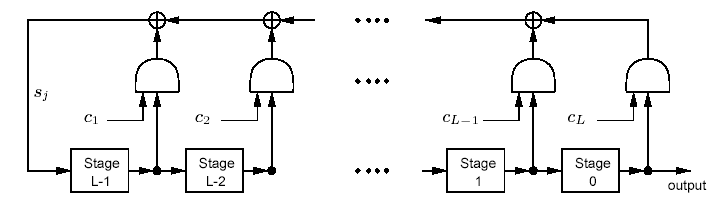 s_j
c_1
c_2
c_{L-1}
c_L
Stage
L-1
Stage
L-2
Stage
1
Stage
0
output